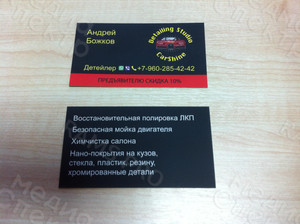 Андрей
Божков
Detailing Studio
CarShine
Детейлер +7-960-285-42-42
ПРЕДЪЯВИТЕЛЮ СКИДКА 10%
Восстановительная полировка ЛКП
Безопасная мойка двигателя
Химчистка салона
Нано-покрытия на кузов,
стекла, пластик, резину,
хромированные детали